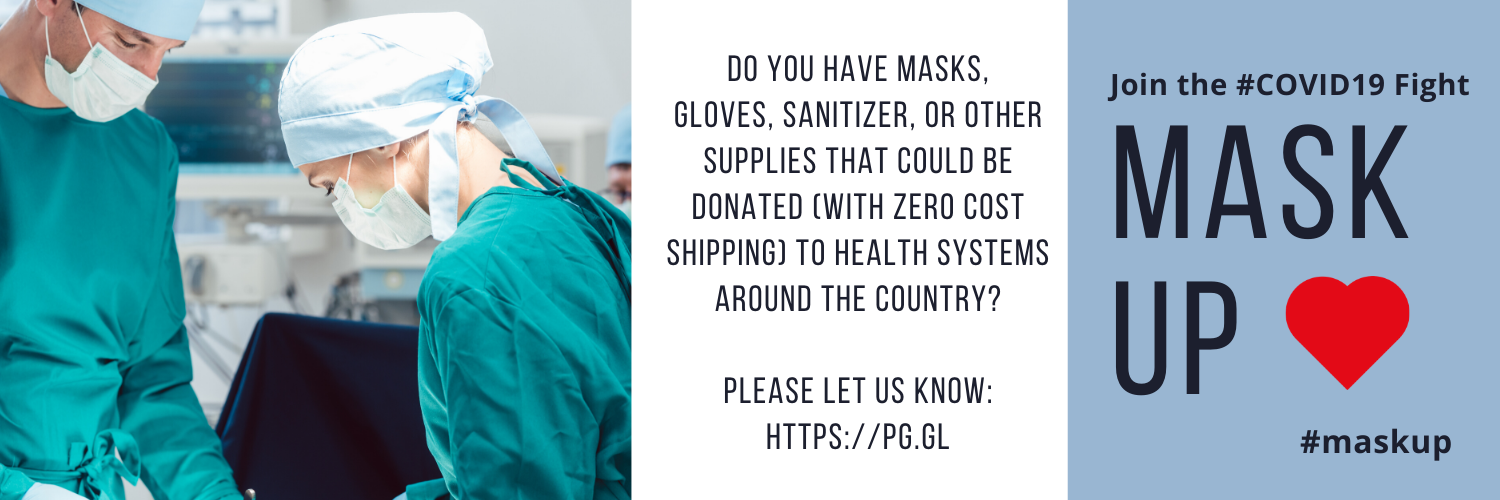 DO YOU HAVE MASKS,
GLOVES, SANITIZER, OR OTHER
SUPPLIES THAT COULD BE
DONATED (WITH ZERO COST
SHIPPING) TO HEALTH SYSTEMS
AROUND THE COUNTRY?
PLEASE LET US KNOW:
HTTPS://PG.GL
Join the #COVID19 Fight
MASK
UP
#maskup